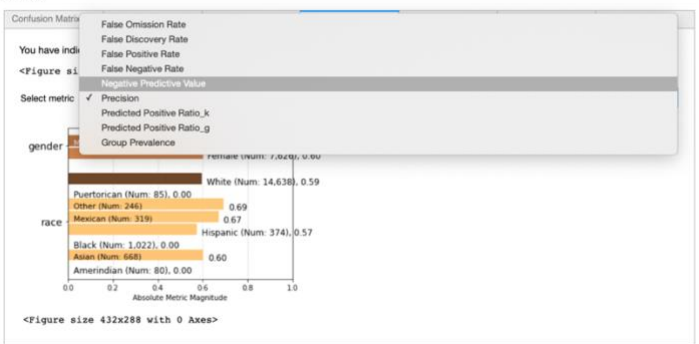 Confusion Matrix
False Omission Rate
False Discovery Rate
You have indi
False Positive Rate
False Negative Rate
<Figure si
Negative Predictive Value
Select metric ✓ Precision
Predicted Positive Ratio_k
Predicted Positive Ratio_g
Group Prevalence
gender
Female (Num: 7,626), 0.60
White (Num: 14,638), 0.59
Puertorican (Num: 85), 0.00
Other (Num: 246) 0.69
race Mexican (Num: 319) 0.67
Hispanic (Num: 374), 0.57
Black (Num: 1,022), 0.00
Asian (Num: 668) 0.60
Amerindian (Num: 80), 0.00
0.0 0.2 0.4 0.6 0.8 1.0
Absolute Metric Magnitude
<Figure size 432x288 with 0 Axes>